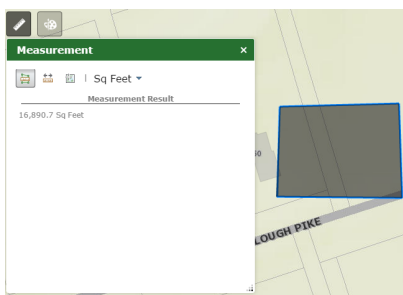 Measurement ×
Sq Feet
Measurement Result
16,890.7 Sq Feet
LOUGH PIKE